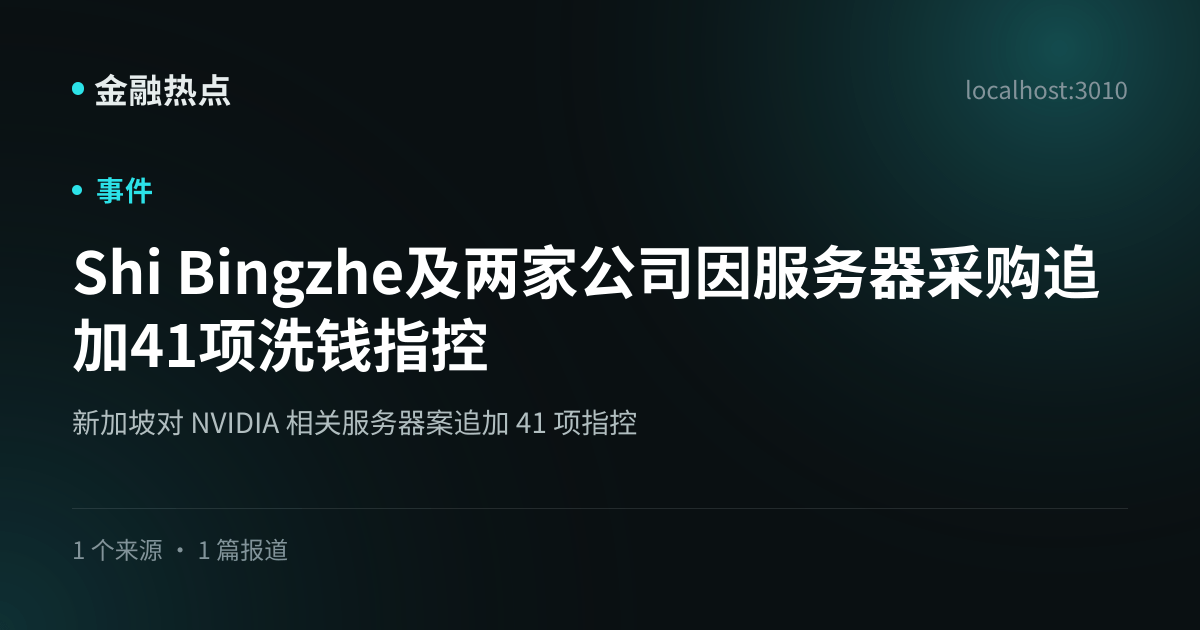 金融热点
localhost:3010
事件
Shi Bingzhe及两家公司因服务器采购追
加41项洗钱指控
新加坡对 NVIDIA 相关服务器案追加 41 项指控
1 个来源 · 1 篇报道